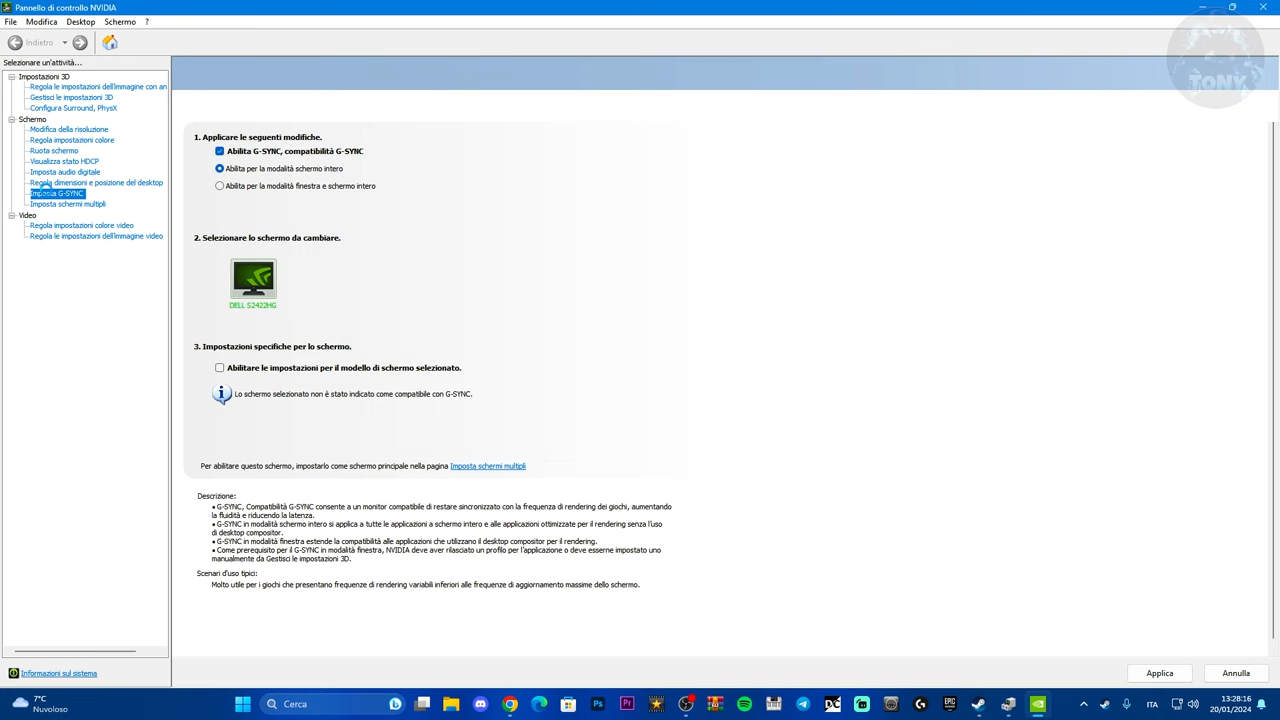 Pannello di controllo NVIDIA
File Modifica Desktop Schermo ?
Indietro
Selezionare un'attività...
Impostazioni 3D
Regola le impostazioni dell'immagine con an
Gestisci le impostazioni 3D
Configura Surround, PhysX
Schermo
Modifica della risoluzione
Regola impostazioni colore
Ruota schermo
Visualizza stato HDCP
Imposta audio digitale
Regola dimensioni e posizione del desktop
Imposta G-SYNC
Imposta schermi multipli
Video
Regola impostazioni colore video
Regola le impostazioni dell'immagine video
Informazioni sul sistema
TONY
1. Applicare le seguenti modifiche.
Abilita G-SYNC, compatibilità G-SYNC
Abilita per la modalità schermo intero
Abilita per la modalità finestra e schermo intero
2. Selezionare lo schermo da cambiare.
DELL S2422HG
3. Impostazioni specifiche per lo schermo.
Abilitare le impostazioni per il modello di schermo selezionato.
Lo schermo selezionato non è stato indicato come compatibile con G-SYNC.
Per abilitare questo schermo, impostarlo come schermo principale nella pagina Imposta schermi multipli
Descrizione:
• G-SYNC, Compatibilità G-SYNC consente a un monitor compatibile di restare sincronizzato con la frequenza di rendering dei giochi, aumentando
la fluidità e riducendo la latenza.
• G-SYNC in modalità schermo intero si applica a tutte le applicazioni a schermo intero e alle applicazioni ottimizzate per il rendering senza l'uso
di desktop compositor.
• G-SYNC in modalità finestra estende la compatibilità alle applicazioni che utilizzano il desktop compositor per il rendering.
• Come prerequisito per il G-SYNC in modalità finestra, NVIDIA deve aver rilasciato un profilo per l'applicazione o deve esserne impostato uno
manualmente da Gestisci le impostazioni 3D.
Scenari d'uso tipici:
Molto utile per i giochi che presentano frequenze di rendering variabili inferiori alle frequenze di aggiornamento massime dello schermo.
Applica Annulla
7°C
Nuvoloso
Cerca
Ps
Pr
DC
EPIC
ITA
13:28:16
20/01/2024